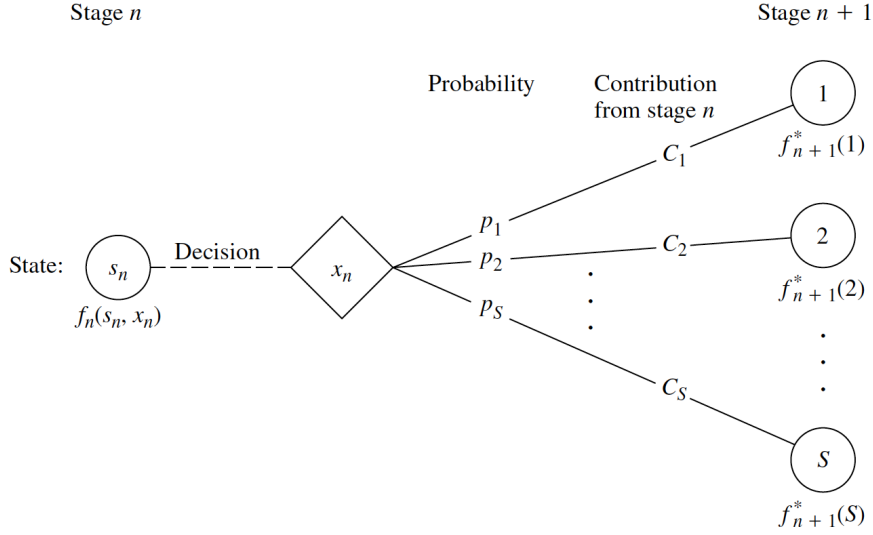 Stage n
Stage n + 1
Probability
Contribution
from stage n
1
f*n + 1(1)
C1
p1
State:
sn
Decision
xn
p2
C2
2
fn(sn, xn)
f*n + 1(2)
pS
CS
S
f*n + 1(S)